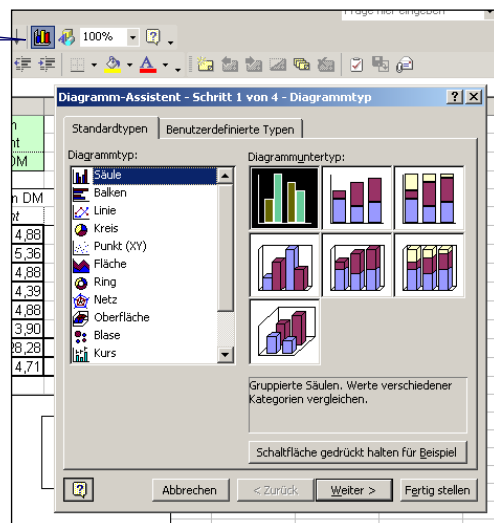 Frage hier eingeben
100%
Diagramm-Assistent - Schritt 1 von 4 - Diagrammtyp
Standardtypen
Benutzerdefinierte Typen
Diagrammtyp:
Säule
Balken
Linie
Kreis
Punkt (XY)
Fläche
Ring
Netz
Oberfläche
Blase
Kurs
Diagrammuntertyp:
Gruppierte Säulen. Werte verschiedener
Kategorien vergleichen.
Schaltfläche gedrückt halten für Beispiel
Abbrechen
< Zurück
Weiter >
Fertig stellen
DM
n DM
4,88
5,36
4,88
4,39
4,88
3,90
28,28
4,71